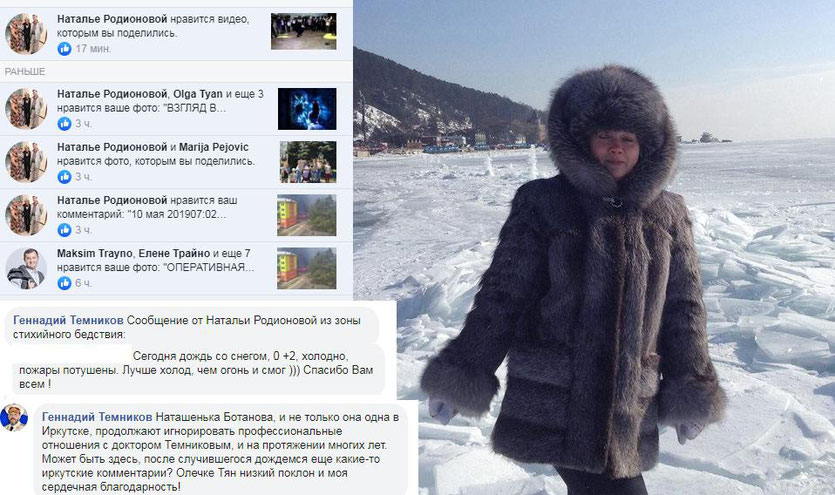 Наталье Родионовой нравится видео,
которым вы поделились.
17 мин.
РАНЬШЕ
Наталье Родионовой, Olga Tyan и еще 3
нравится ваше фото: "ВЗГЛЯД В...
3 ч.
Наталье Родионовой и Marija Pejovic
нравится фото, которым вы поделились.
3 ч.
Наталье Родионовой нравится ваш
комментарий: "10 мая 201907:02...
3 ч.
Maksim Trayno, Елене Трайно и еще 7
нравится ваше фото: "ОПЕРАТИВНАЯ...
6 ч.
Геннадий Темников Сообщение от Натальи Родионовой из зоны
стихийного бедствия:
Сегодня дождь со снегом, 0 +2, холодно,
пожары потушены. Лучше холод, чем огонь и смог ))) Спасибо Вам
всем !
Геннадий Темников Наташенька Ботанова, и не только она одна в
Иркутске, продолжают игнорировать профессиональные
отношения с доктором Темниковым, и на протяжении многих лет.
Может быть здесь, после случившегося дождемся еще какие-то
иркутские комментарии? Олечке Тян низкий поклон и моя
сердечная благодарность!